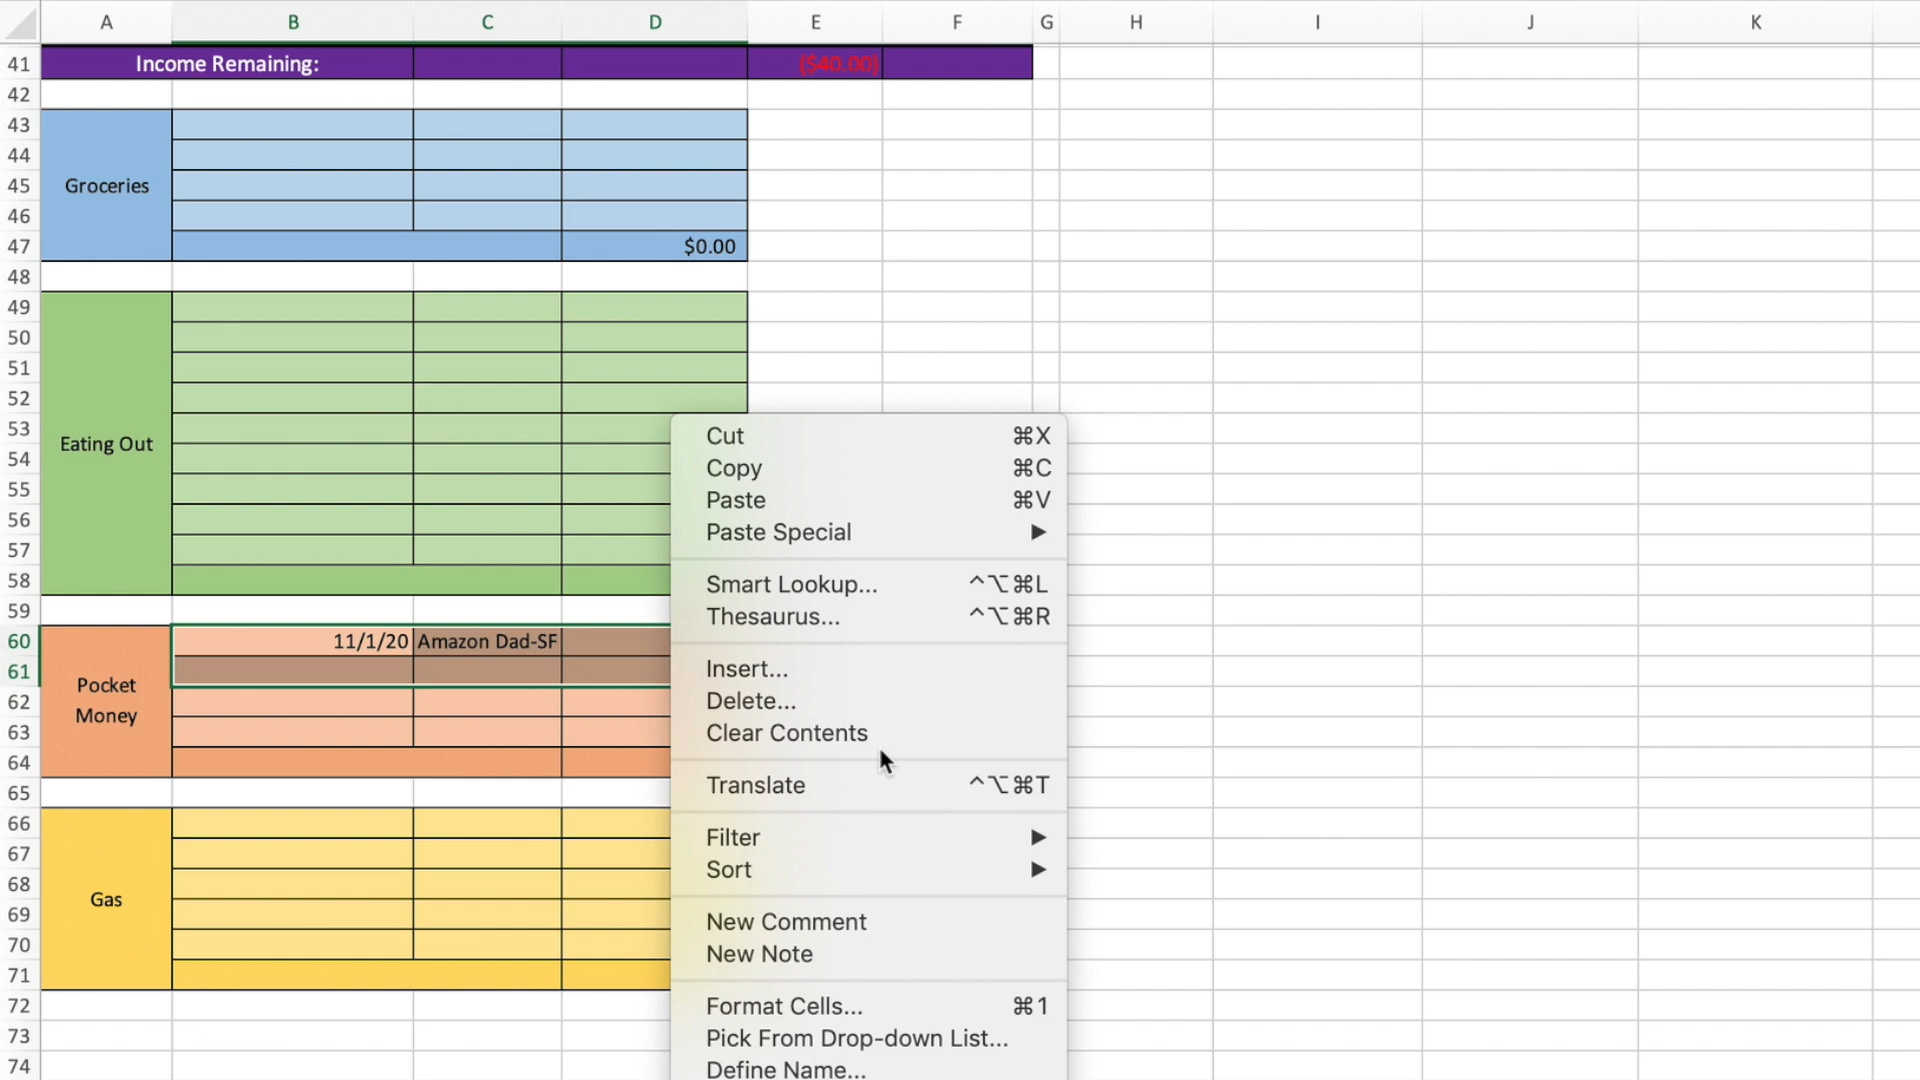 A B C D E F G H I J K
41 Income Remaining: ($40.00)
42
43
44
45 Groceries
46
47 $0.00
48
49
50
51
52
53 Cut ⌘X
54 Eating Out Copy ⌘C
55 Paste ⌘V
56 Paste Special ▶
57
58 Smart Lookup... ^⌥⌘L
59 Thesaurus... ^⌥⌘R
60 11/1/20 Amazon Dad-SF
61 Insert...
62 Pocket Delete...
63 Money Clear Contents
64
65 Translate ^⌥⌘T
66 Filter ▶
67 Sort ▶
68
69 Gas New Comment
70 New Note
71
72 Format Cells... ⌘1
73 Pick From Drop-down List...
74 Define Name...